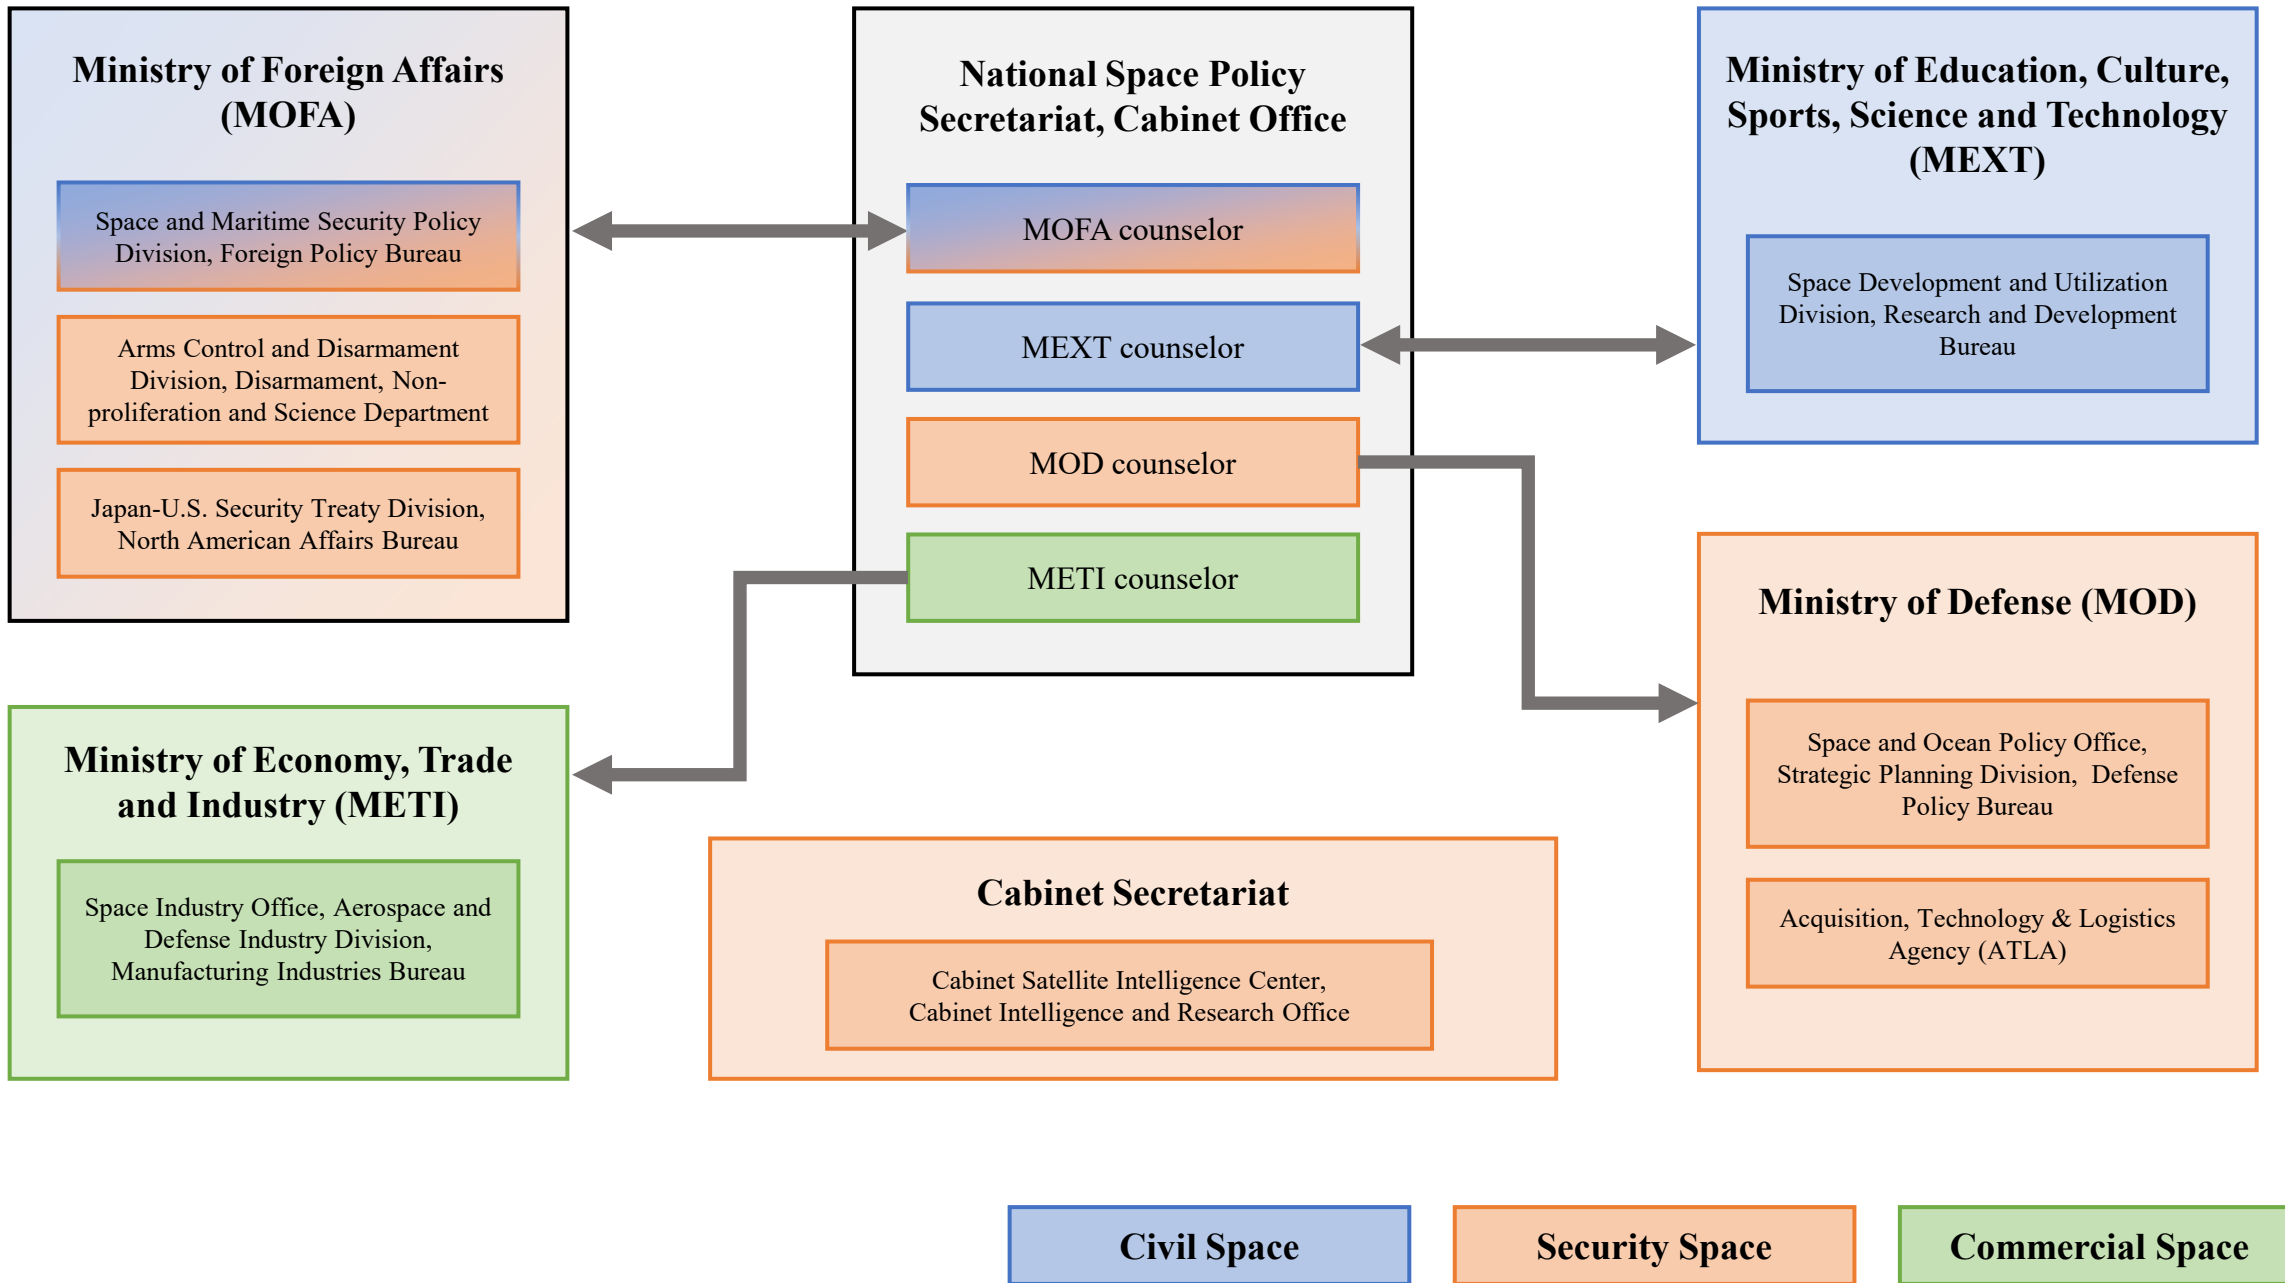 Ministry of Foreign Affairs
(MOFA)
Space and Maritime Security Policy
Division, Foreign Policy Bureau
Arms Control and Disarmament
Division, Disarmament, Non-
proliferation and Science Department
Japan-U.S. Security Treaty Division,
North American Affairs Bureau
National Space Policy
Secretariat, Cabinet Office
MOFA counselor
MEXT counselor
MOD counselor
METI counselor
Ministry of Education, Culture,
Sports, Science and Technology
(MEXT)
Space Development and Utilization
Division, Research and Development
Bureau
Ministry of Defense (MOD)
Space and Ocean Policy Office,
Strategic Planning Division, Defense
Policy Bureau
Acquisition, Technology & Logistics
Agency (ATLA)
Ministry of Economy, Trade
and Industry (METI)
Space Industry Office, Aerospace and
Defense Industry Division,
Manufacturing Industries Bureau
Cabinet Secretariat
Cabinet Satellite Intelligence Center,
Cabinet Intelligence and Research Office
Civil Space
Security Space
Commercial Space